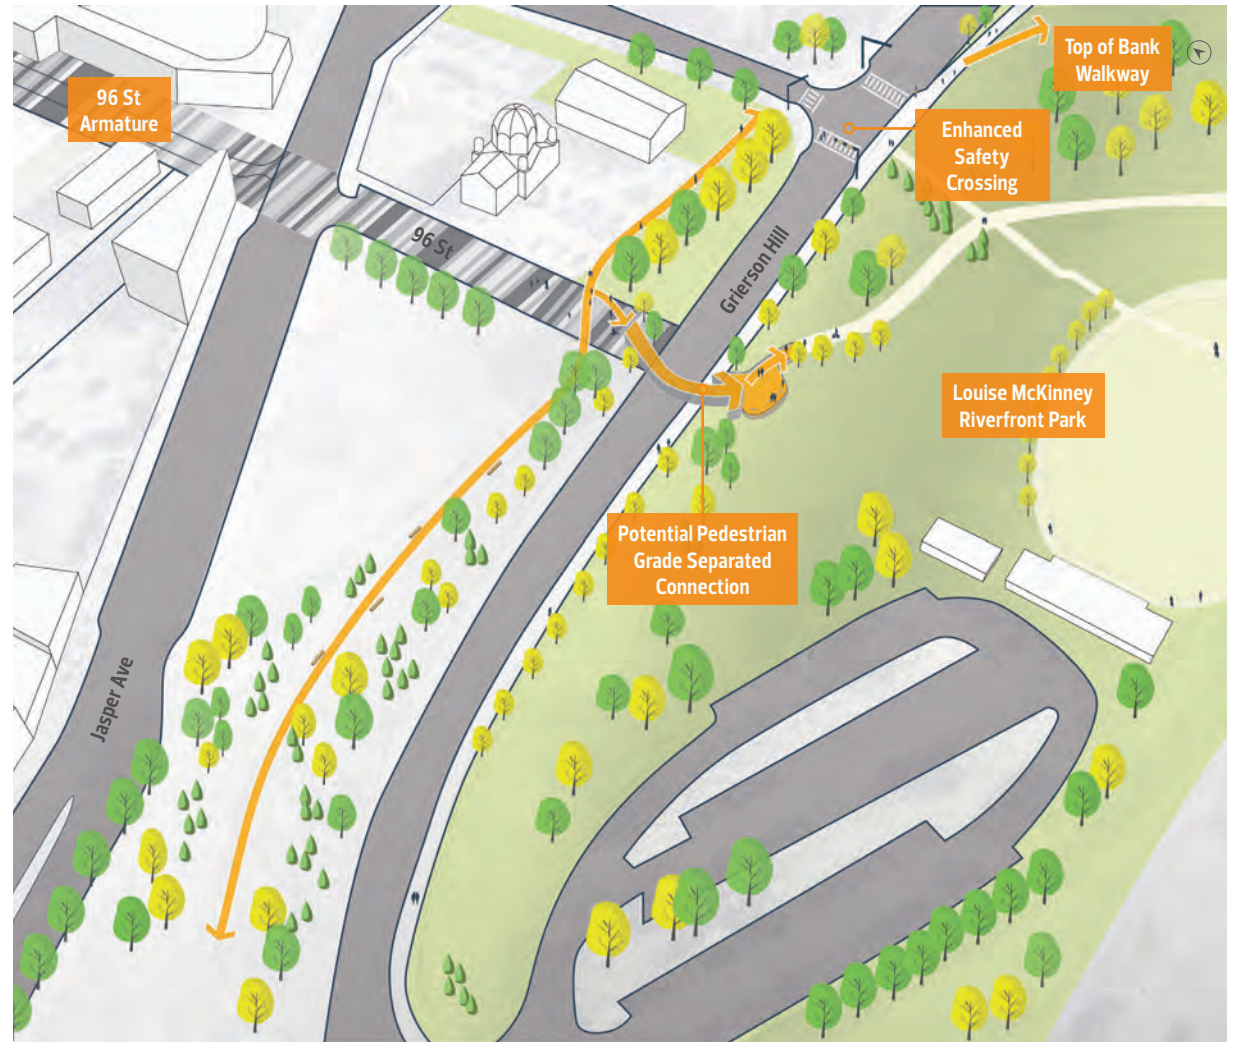 Top of Bank
Walkway
96 St
Armature
Enhanced
Safety
Crossing
96 St
Grierson Hill
Louise McKinney
Riverfront Park
Potential Pedestrian
Grade Separated
Connection
Jasper Ave